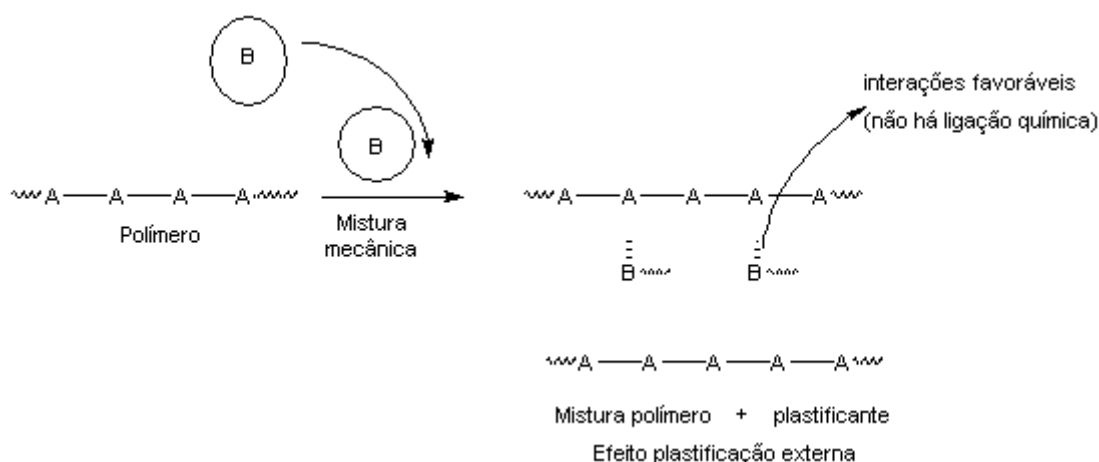 B
interações favoráveis
(não há ligação química)
B
A A A A
A A A A A
Polímero
Mistura
mecânica
B B
A A A A A
Mistura polímero + plastificante
Efeito plastificação externa